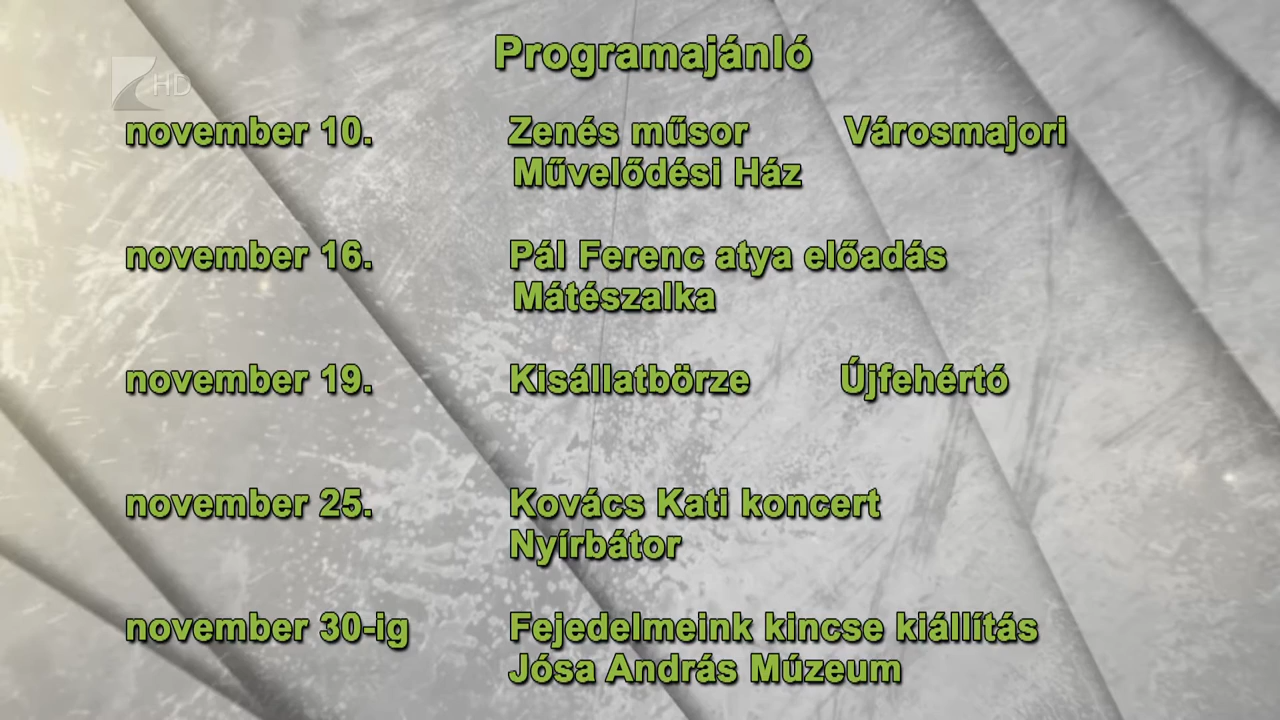 HD
Programajánló
november 10. Zenés műsor Városmajori
Művelődési Ház
november 16. Pál Ferenc atya előadás
Mátészalka
november 19. Kisállatbörze Újfehértó
november 25. Kovács Kati koncert
Nyírbátor
november 30-ig Fejedelmeink kincse kiállítás
Jósa András Múzeum